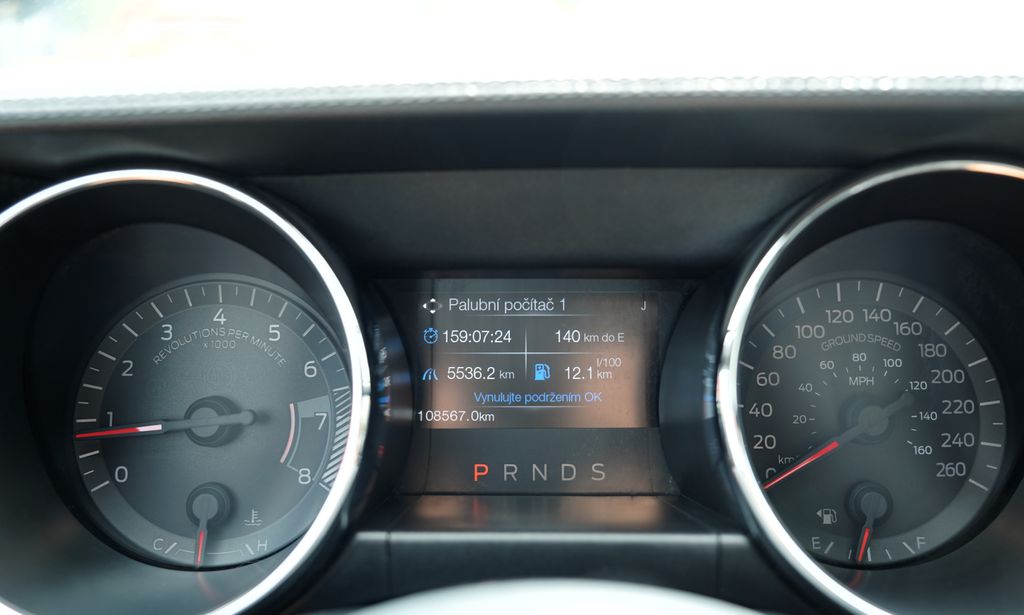 0
1
2
3
4
5
6
7
8
REVOLUTIONS PER MINUTE
x1000
C H
Palubní počítač 1 J
159:07:24 140 km do E
5536.2 km 12.1 l/100 km
Vynulujte podržením OK
108567.0km
P R N D S
20
40
60
80
100
120
140
160
180
200
220
240
260
GROUND SPEED
MPH
20
40
60
80
100
120
140
160
E F